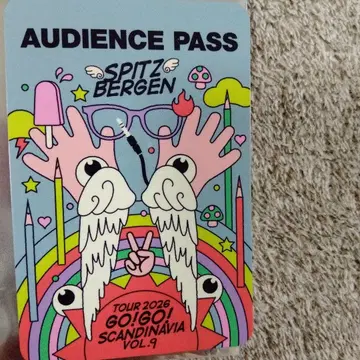 AUDIENCE PASS
SPITZ
BERGEN
TOUR 2026
GO!GO!
SCANDINAVIA
VOL.9